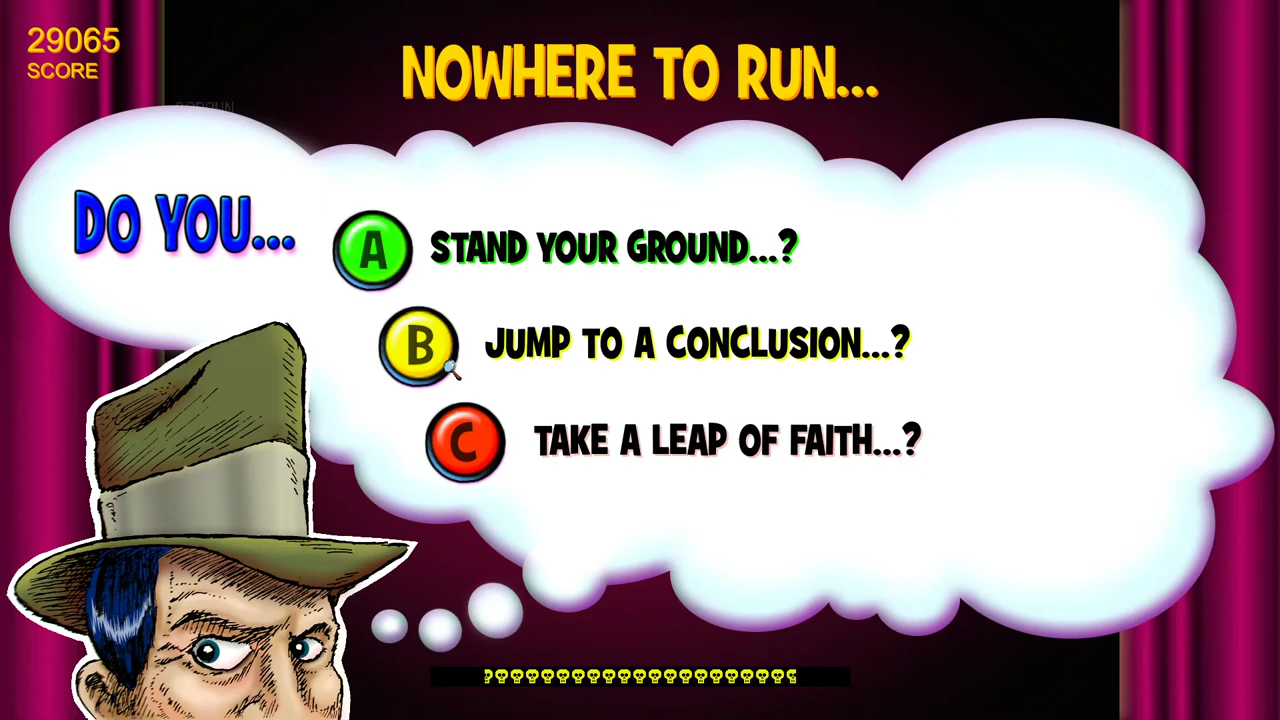 29065
SCORE
NOWHERE TO RUN...
DO YOU...
A STAND YOUR GROUND...?
B JUMP TO A CONCLUSION...?
C TAKE A LEAP OF FAITH...?